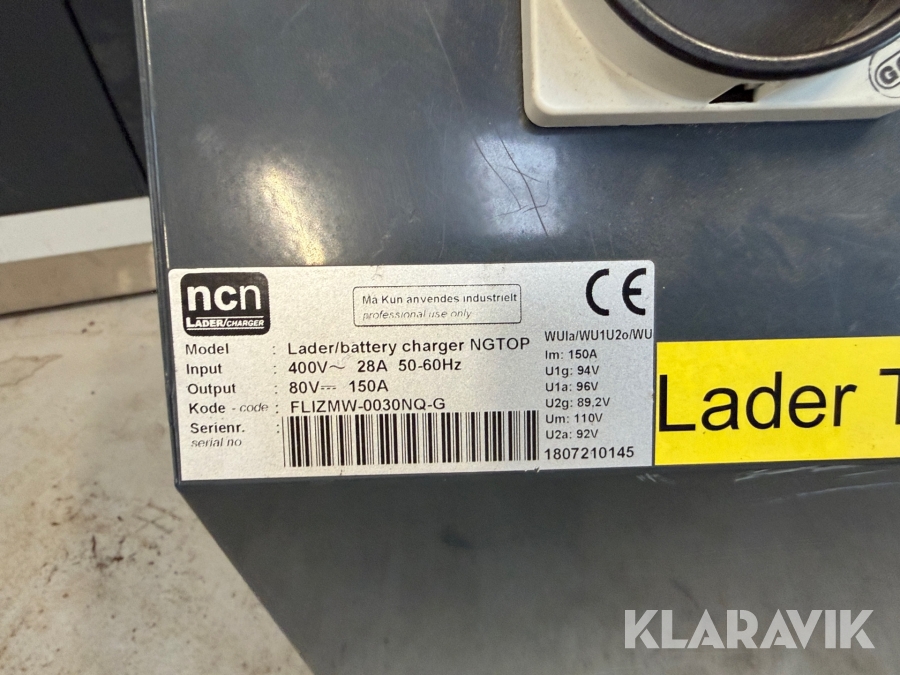 ncn
LADER/CHARGER
Må Kun anvendes industrielt
professional use only
CE
Model : Lader/battery charger NGTOP
Input : 400V~ 28A 50-60Hz
Output : 80V⎓ 150A
Kode - code : FLIZMW-0030NQ-G
Serienr. :
serial no
WUIa/WU1U2o/WU
Im: 150A
U1g: 94V
U1a: 96V
U2g: 89,2V
Um: 110V
U2a: 92V
1807210145
Lader
KLARAVIK